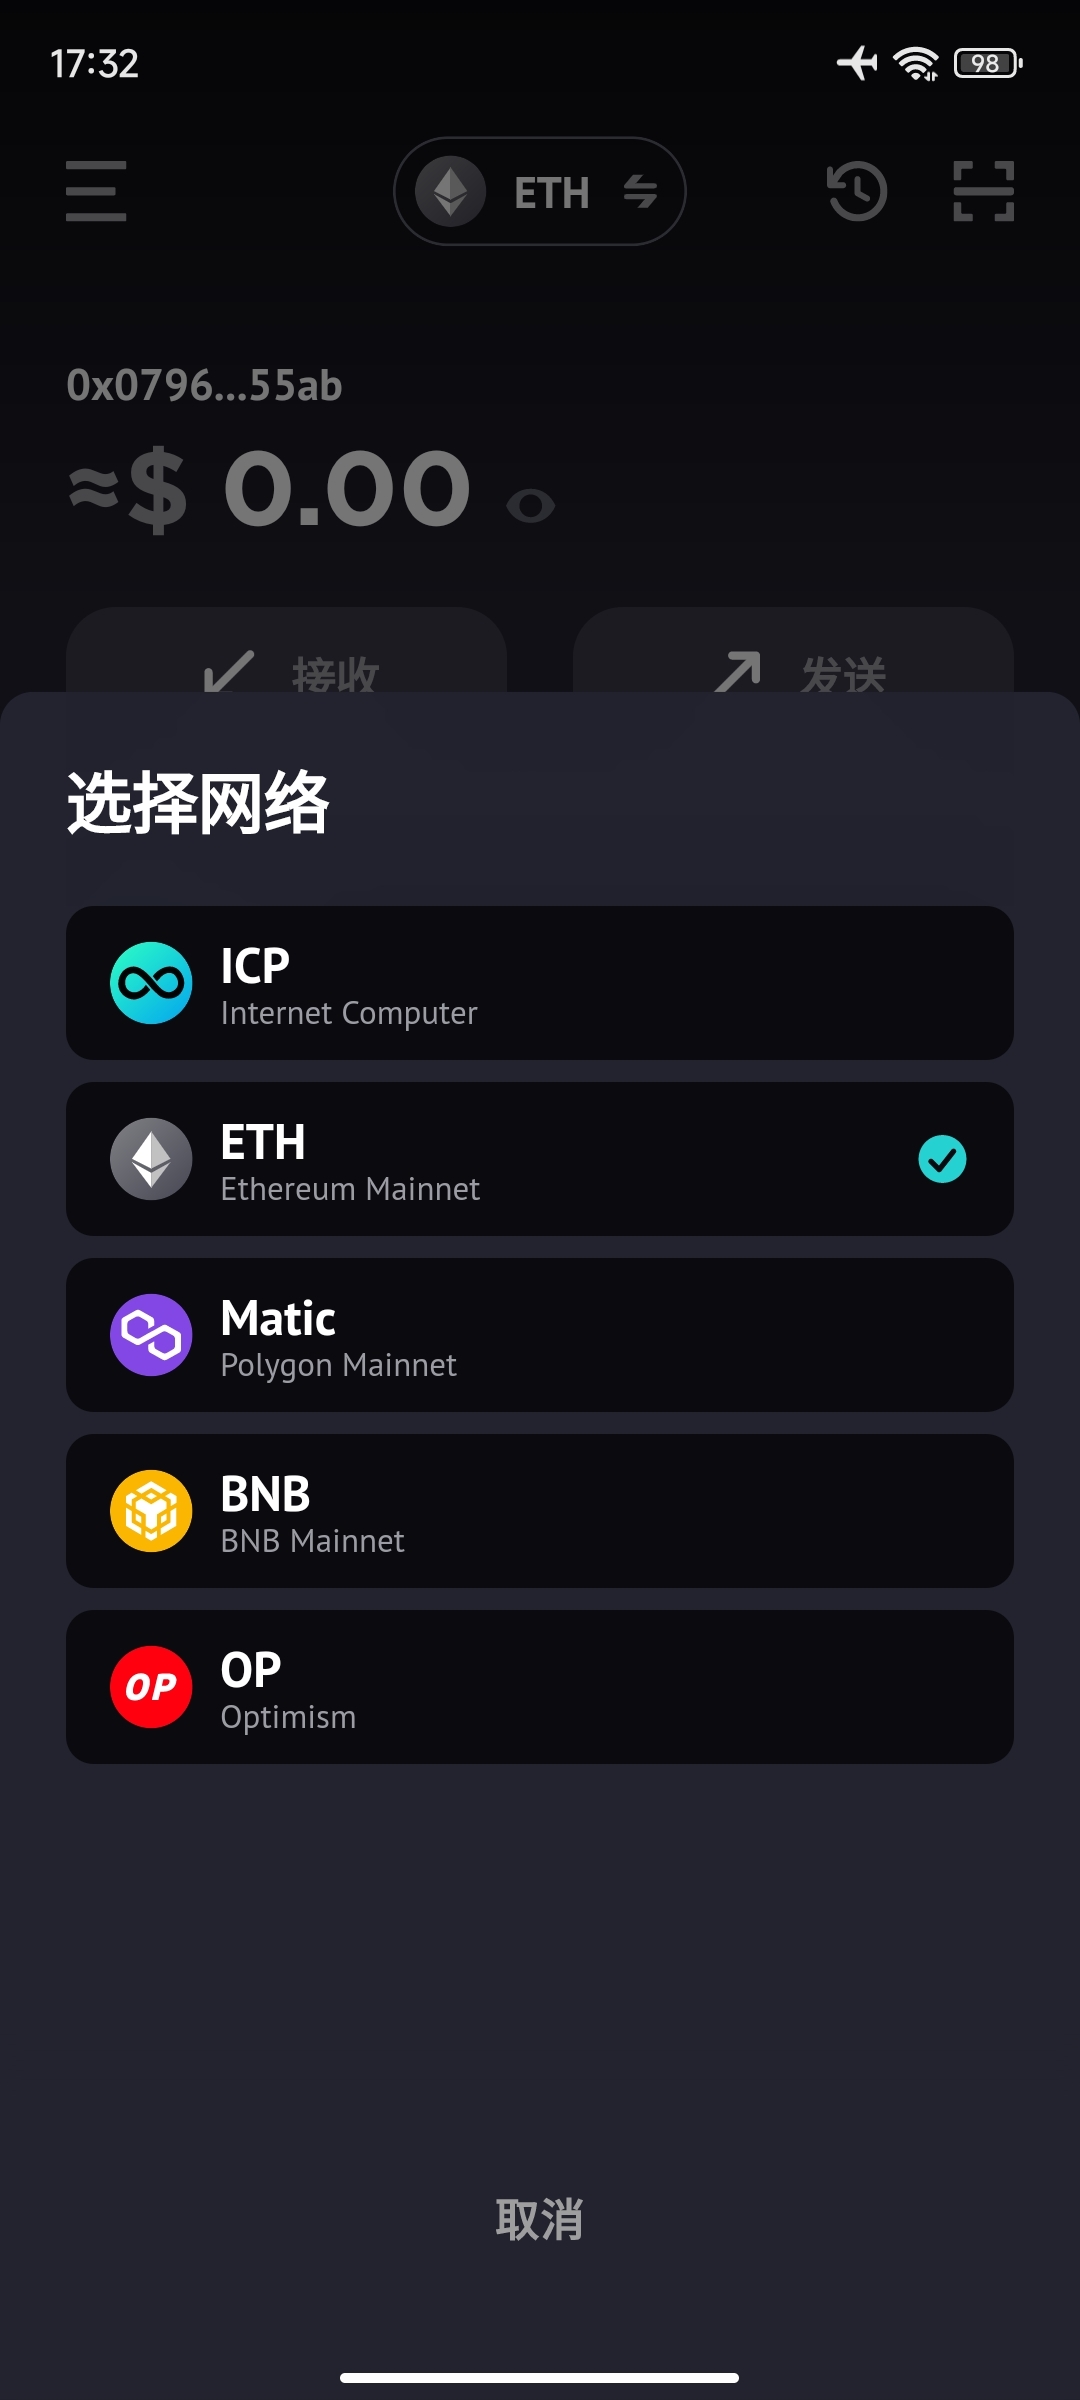 17:32
98
ETH
0x0796...55ab
≈$ 0.00
接收
发送
选择网络
ICP
Internet Computer
ETH
Ethereum Mainnet
Matic
Polygon Mainnet
BNB
BNB Mainnet
OP
OP
Optimism
取消